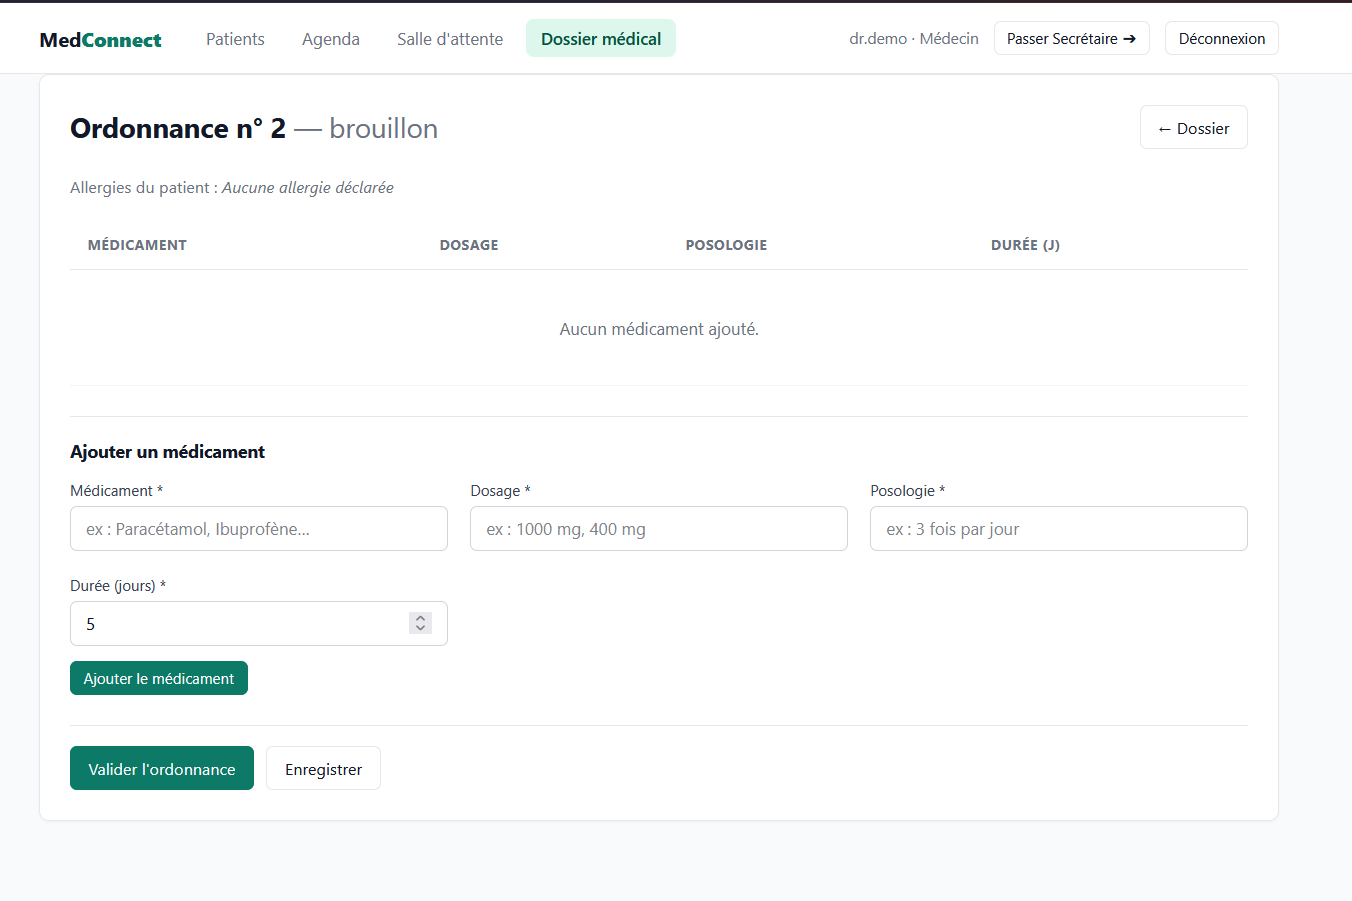 MedConnect Patients Agenda Salle d'attente Dossier médical dr.demo · Médecin Passer Secrétaire ➔ Déconnexion
Ordonnance n° 2 — brouillon ← Dossier
Allergies du patient : Aucune allergie déclarée
MÉDICAMENT DOSAGE POSOLOGIE DURÉE (J)
Aucun médicament ajouté.
Ajouter un médicament
Médicament * Dosage * Posologie *
ex : Paracétamol, Ibuprofène... ex : 1000 mg, 400 mg ex : 3 fois par jour
Durée (jours) *
5
Ajouter le médicament
Valider l'ordonnance Enregistrer